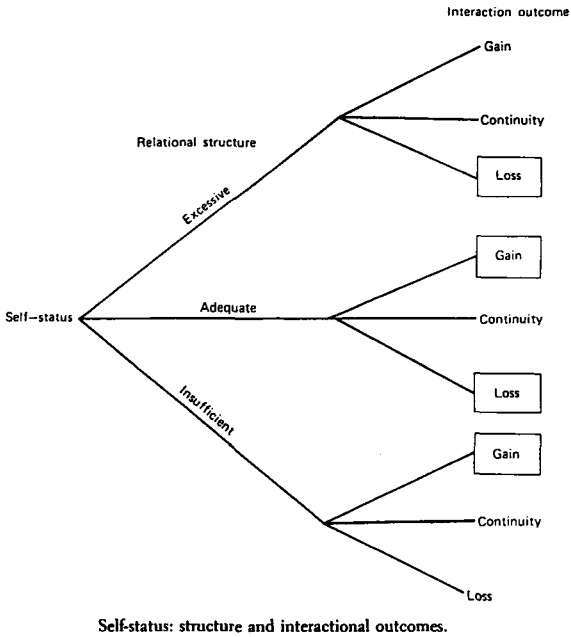 Interaction outcome
Gain
Relational structure
Continuity
Loss
Excessive
Gain
Self-status
Adequate
Continuity
Loss
Insufficient
Gain
Continuity
Loss
Self-status: structure and interactional outcomes.